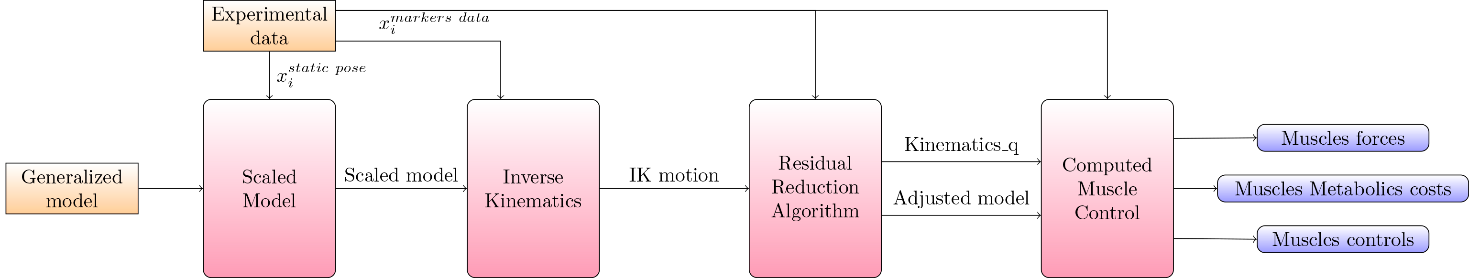 Experimental
data
x_i^{markers data}
x_i^{static pose}
Generalized
model
Scaled
Model
Scaled model
Inverse
Kinematics
IK motion
Residual
Reduction
Algorithm
Kinematics_q
Adjusted model
Computed
Muscle
Control
Muscles forces
Muscles Metabolics costs
Muscles controls